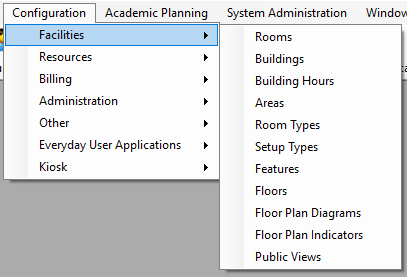 Configuration Academic Planning System Administration Window
Facilities
Resources
Billing
Administration
Other
Everyday User Applications
Kiosk
Rooms
Buildings
Building Hours
Areas
Room Types
Setup Types
Features
Floors
Floor Plan Diagrams
Floor Plan Indicators
Public Views